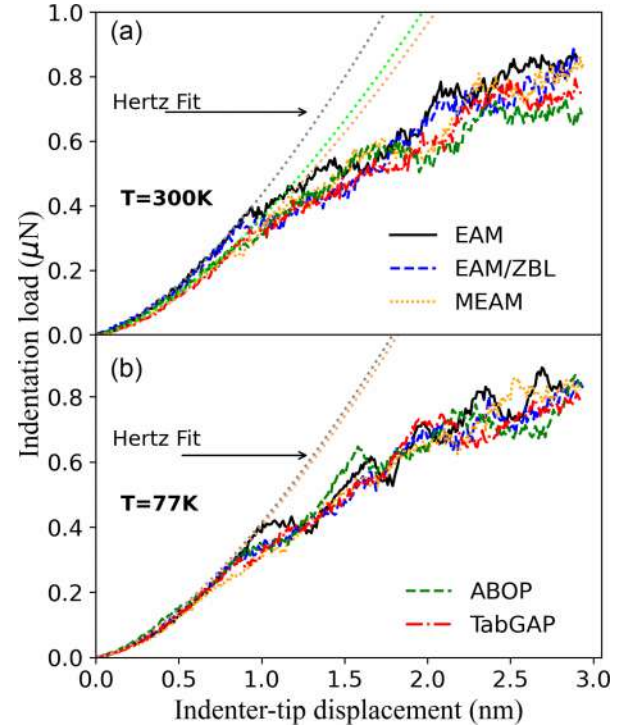 1.0
(a)
0.8
Hertz Fit
0.6
T=300K
0.4
EAM
EAM/ZBL
0.2
MEAM
0.0
Indentation load (μN)
(b)
0.8
Hertz Fit
0.6
T=77K
0.4
0.2
ABOP
TabGAP
0.0
0.0 0.5 1.0 1.5 2.0 2.5 3.0
Indenter-tip displacement (nm)